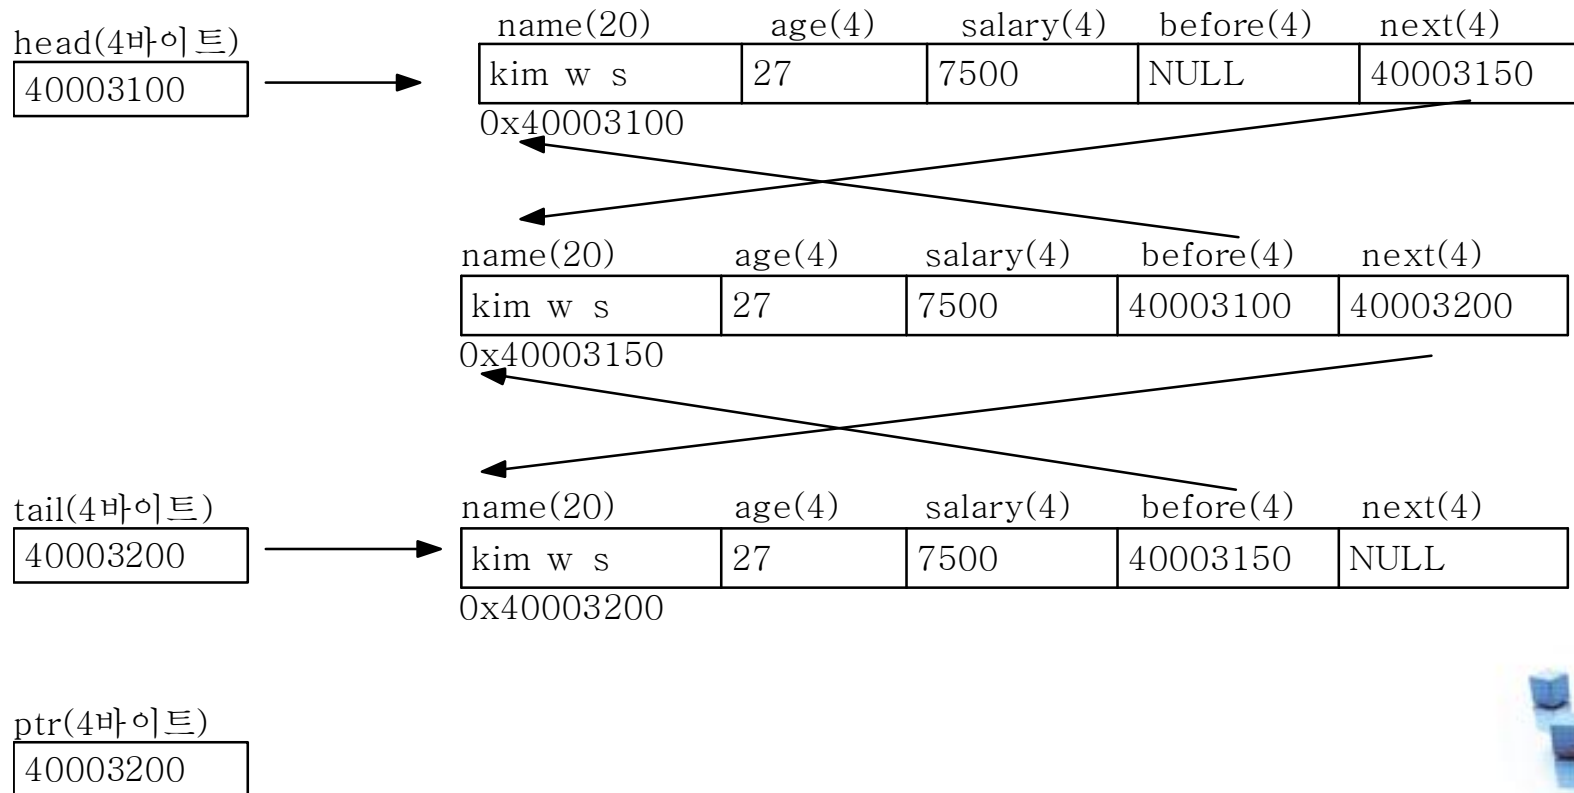 name(20) age(4) salary(4) before(4) next(4)
head(4바이트)
40003100
kim w s 27 7500 NULL 40003150
0x40003100
name(20) age(4) salary(4) before(4) next(4)
kim w s 27 7500 40003100 40003200
0x40003150
tail(4바이트)
40003200
name(20) age(4) salary(4) before(4) next(4)
kim w s 27 7500 40003150 NULL
0x40003200
ptr(4바이트)
40003200